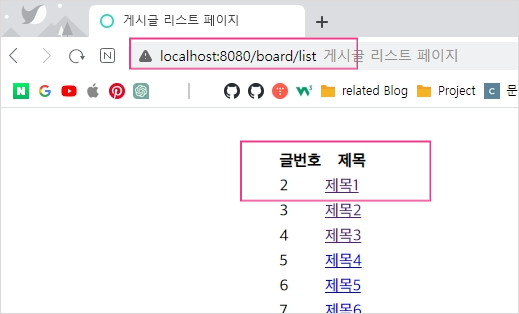 게시글 리스트 페이지
N
localhost:8080/board/list 게시글 리스트 페이지
N G W3 related Blog Project C 문
글번호 제목
2 제목1
3 제목2
4 제목3
5 제목4
6 제목5
7 제목6